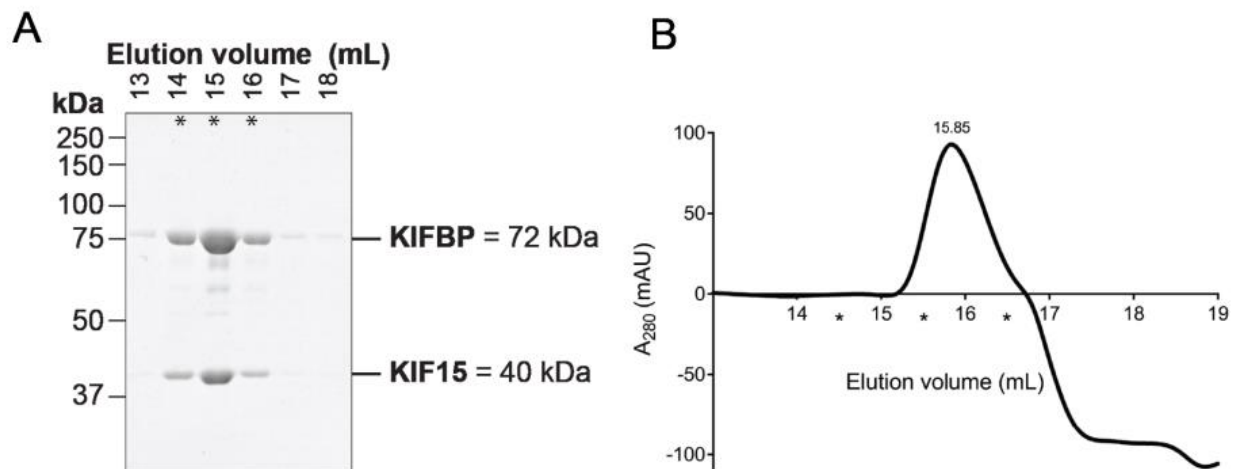 A
Elution volume (mL)
13 14 15 16 17 18
kDa
* * *
250
150
100
75
50
37
KIFBP = 72 kDa
KIF15 = 40 kDa
B
15.85
100
50
0
-50
-100
A280 (mAU)
14 15 16 17 18 19
* * *
Elution volume (mL)